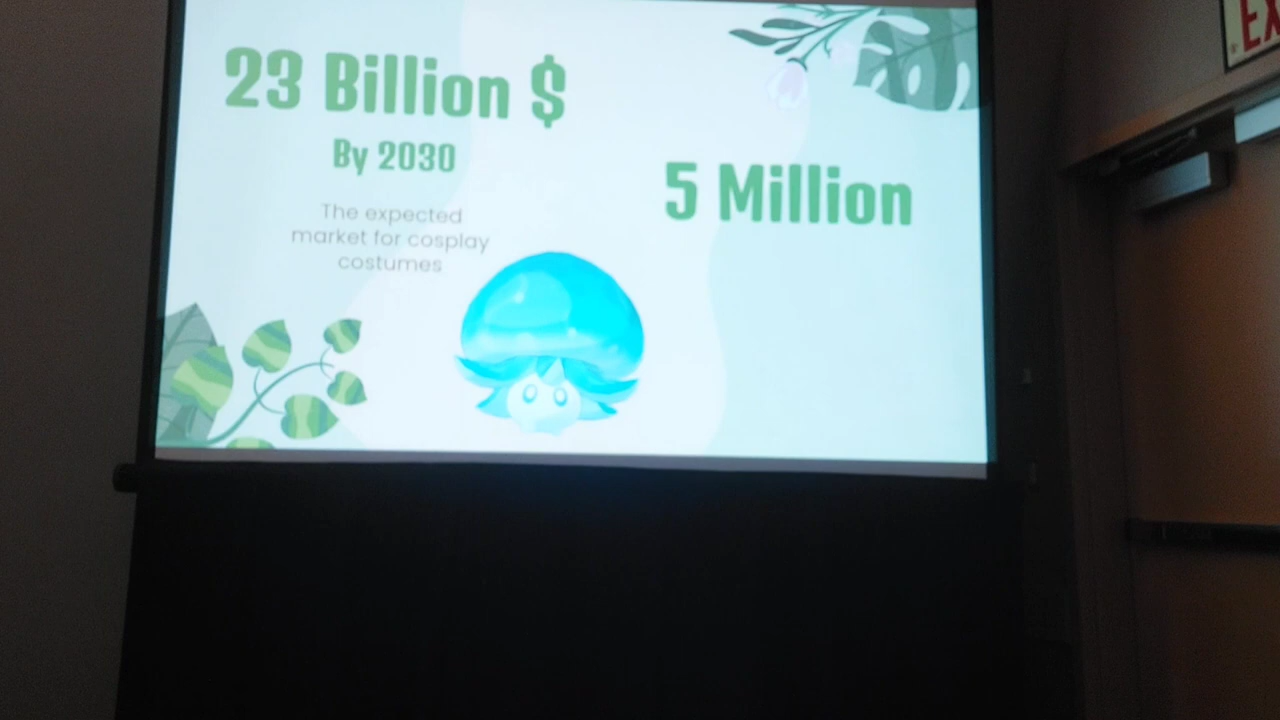 23 Billion $
By 2030
The expected
market for cosplay
costumes
5 Million